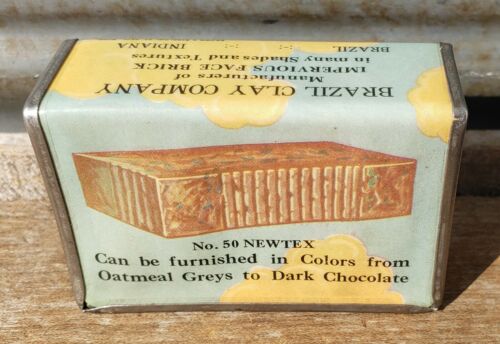 BRAZIL CLAY COMPANY
Manufacturers of
IMPERVIOUS FACE BRICK
in many Shades and Textures
BRAZIL -:- -:- INDIANA
No. 50 NEWTEX
Can be furnished in Colors from
Oatmeal Greys to Dark Chocolate